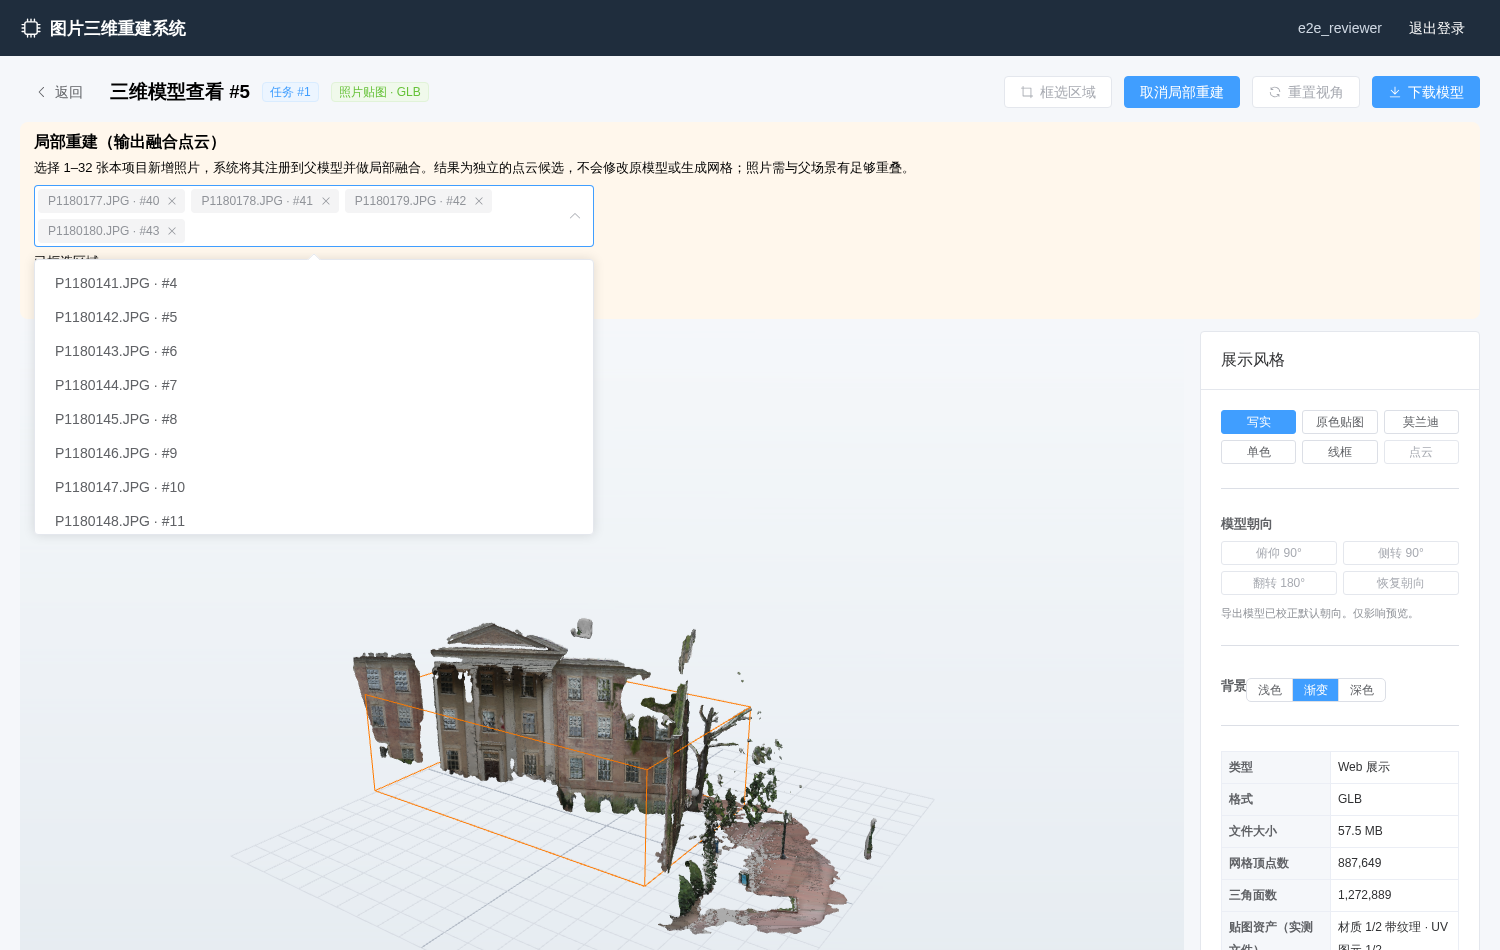 图片三维重建系统
e2e_reviewer 退出登录
返回 三维模型查看 #5 任务 #1 照片贴图 · GLB 框选区域 取消局部重建 重置视角 下载模型
局部重建（输出融合点云）
选择 1–32 张本项目新增照片，系统将其注册到父模型并做局部融合。结果为独立的点云候选，不会修改原模型或生成网格；照片需与父场景有足够重叠。
P1180177.JPG · #40 P1180178.JPG · #41 P1180179.JPG · #42
P1180180.JPG · #43
P1180141.JPG · #4
P1180142.JPG · #5
P1180143.JPG · #6
P1180144.JPG · #7
P1180145.JPG · #8
P1180146.JPG · #9
P1180147.JPG · #10
P1180148.JPG · #11
展示风格
写实 原色贴图 莫兰迪
单色 线框 点云
模型朝向
俯仰 90° 侧转 90°
翻转 180° 恢复朝向
导出模型已校正默认朝向。仅影响预览。
背景 浅色 渐变 深色
类型 Web 展示
格式 GLB
文件大小 57.5 MB
网格顶点数 887,649
三角面数 1,272,889
贴图资产（实测 材质 1/2 带纹理 · UV